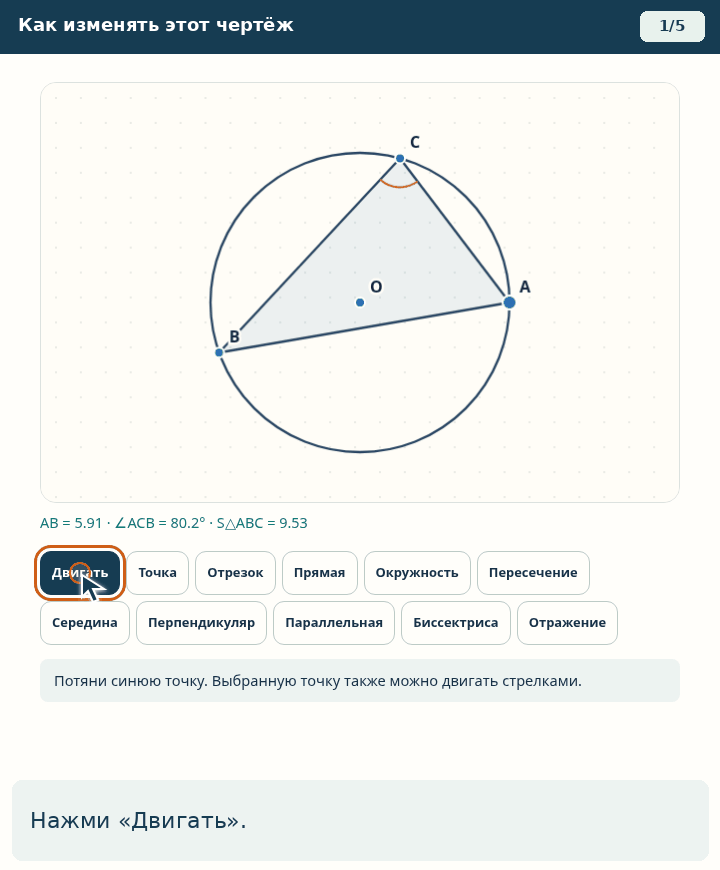 Как изменять этот чертёж
1/5
C
O
A
B
AB = 5.91 · ∠ACB = 80.2° · S△ABC = 9.53
Двигать Точка Отрезок Прямая Окружность Пересечение
Середина Перпендикуляр Параллельная Биссектриса Отражение
Потяни синюю точку. Выбранную точку также можно двигать стрелками.
Нажми «Двигать».